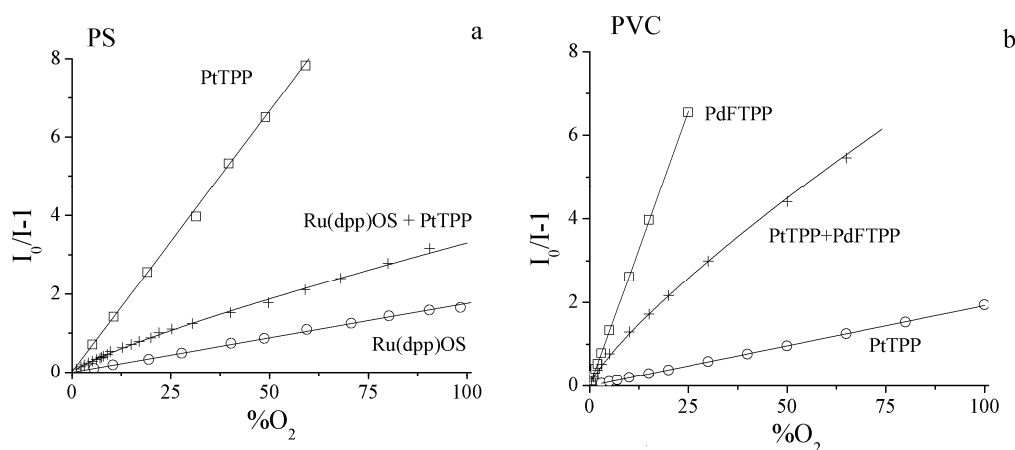 PS
a
I₀/I-1
8
6
4
2
0
PtTPP
Ru(dpp)OS + PtTPP
Ru(dpp)OS
0
25
50
75
100
%O₂
PVC
b
I₀/I-1
8
6
4
2
0
PdFTPP
PtTPP+PdFTPP
PtTPP
0
25
50
75
100
%O₂